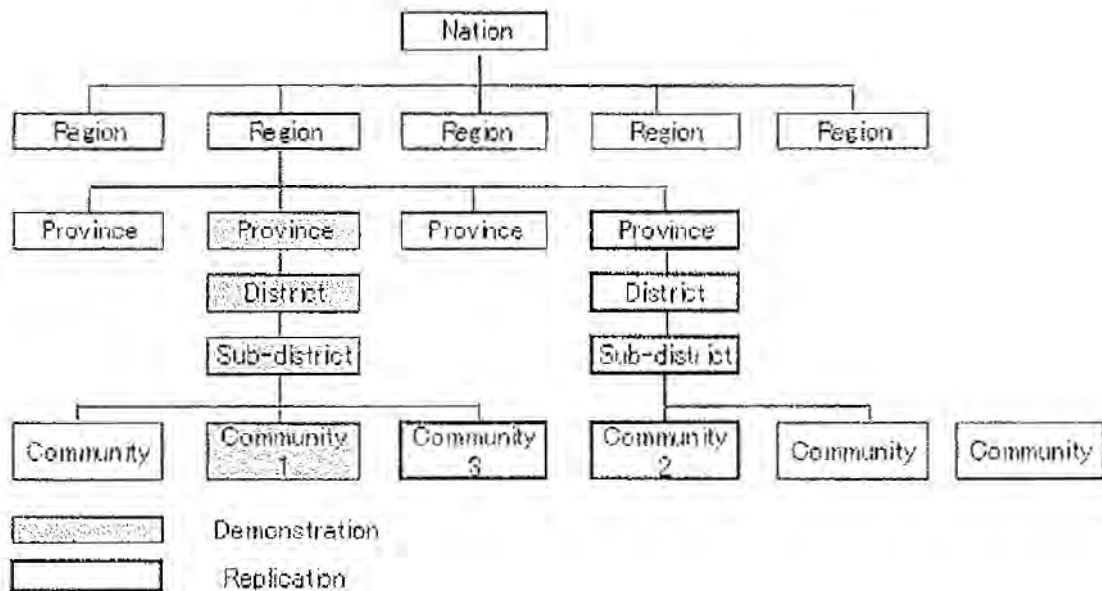 Nation
Region Region Region Region Region
Province Province Province Province
District District
Sub-district Sub-district
Community Community 1 Community 3 Community 2 Community Community
Demonstration
Replication